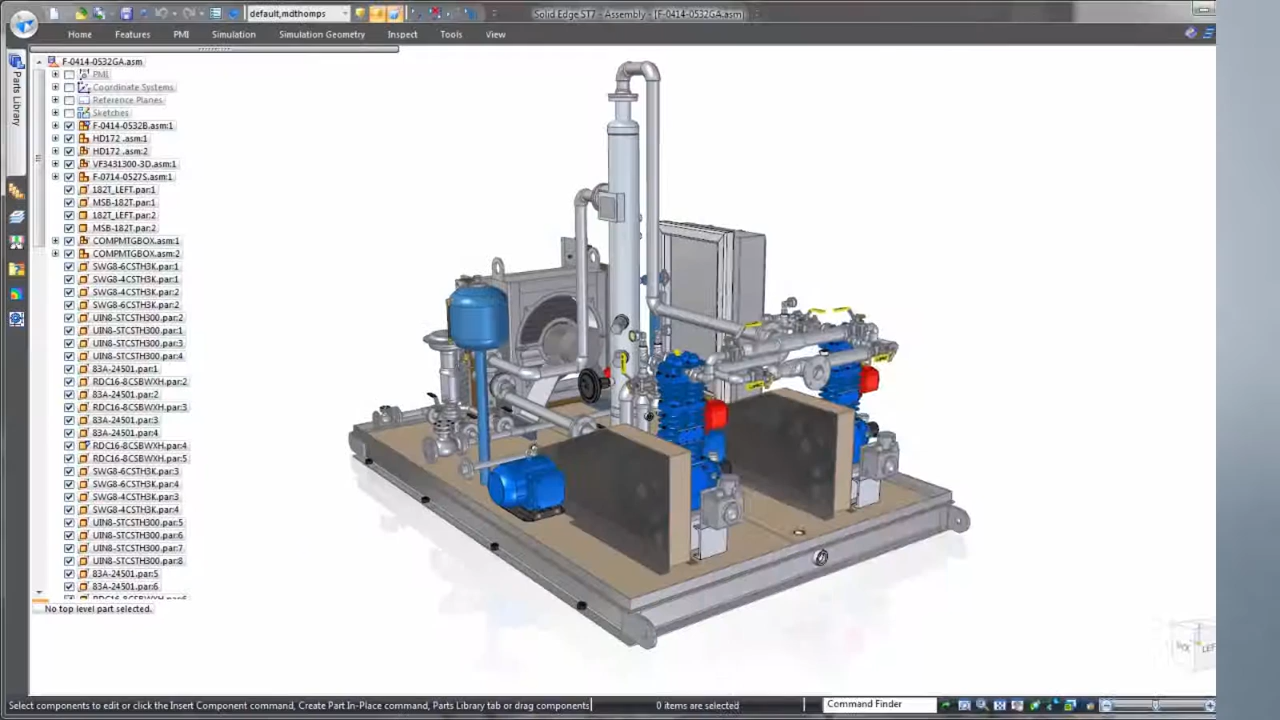 default,mdthomps
Solid Edge ST7 - Assembly - [F-0414-0532GA.asm]
Home
Features
PMI
Simulation
Simulation Geometry
Inspect
Tools
View
Parts Library
F-0414-0532GA.asm
PMI
Coordinate Systems
Reference Planes
Sketches
F-0414-0532B.asm:1
HD172 .asm:1
HD172 .asm:2
VF3431300-3D.asm:1
F-0714-0527S.asm:1
182T_LEFT.par:1
MSB-182T.par:1
182T_LEFT.par:2
MSB-182T.par:2
COMPMTGBOX.asm:1
COMPMTGBOX.asm:2
SWG8-6CSTH3K.par:1
SWG8-4CSTH3K.par:1
SWG8-4CSTH3K.par:2
SWG8-6CSTH3K.par:2
UIN8-STCSTH300.par:2
UIN8-STCSTH300.par:1
UIN8-STCSTH300.par:3
UIN8-STCSTH300.par:4
83A-24501.par:1
RDC16-8CSBWXH.par:2
83A-24501.par:2
RDC16-8CSBWXH.par:3
83A-24501.par:3
83A-24501.par:4
RDC16-8CSBWXH.par:4
RDC16-8CSBWXH.par:5
SWG8-6CSTH3K.par:3
SWG8-6CSTH3K.par:4
SWG8-4CSTH3K.par:3
SWG8-4CSTH3K.par:4
UIN8-STCSTH300.par:5
UIN8-STCSTH300.par:6
UIN8-STCSTH300.par:7
UIN8-STCSTH300.par:8
83A-24501.par:5
83A-24501.par:6
No top level part selected.
Select components to edit or click the Insert Component command, Create Part In-Place command, Parts Library tab or drag components
0 items are selected
Command Finder